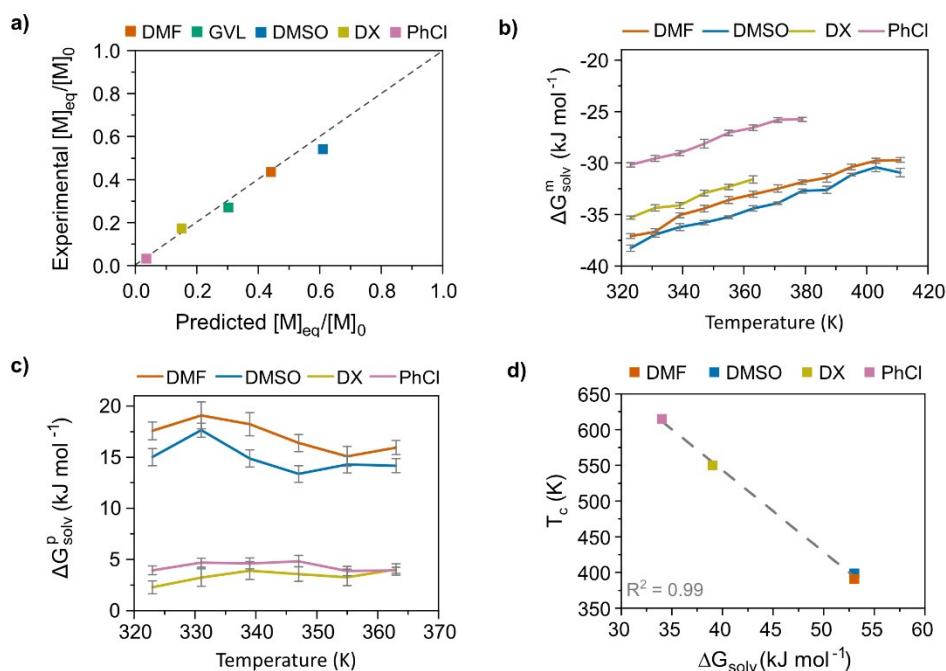 a)
DMF GVL DMSO DX PhCl
Experimental [M]eq/[M]0
1.0
0.8
0.6
0.4
0.2
0.0
0.0 0.2 0.4 0.6 0.8 1.0
Predicted [M]eq/[M]0
b)
DMF DMSO DX PhCl
ΔG^m_solv (kJ mol⁻¹)
-20
-25
-30
-35
-40
320 340 360 380 400 420
Temperature (K)
c)
DMF DMSO DX PhCl
ΔG^p_solv (kJ mol⁻¹)
20
15
10
5
0
320 330 340 350 360 370
Temperature (K)
d)
DMF DMSO DX PhCl
Tc (K)
650
600
550
500
450
400
350
R² = 0.99
30 35 40 45 50 55 60
ΔGsolv(kJ mol⁻¹)